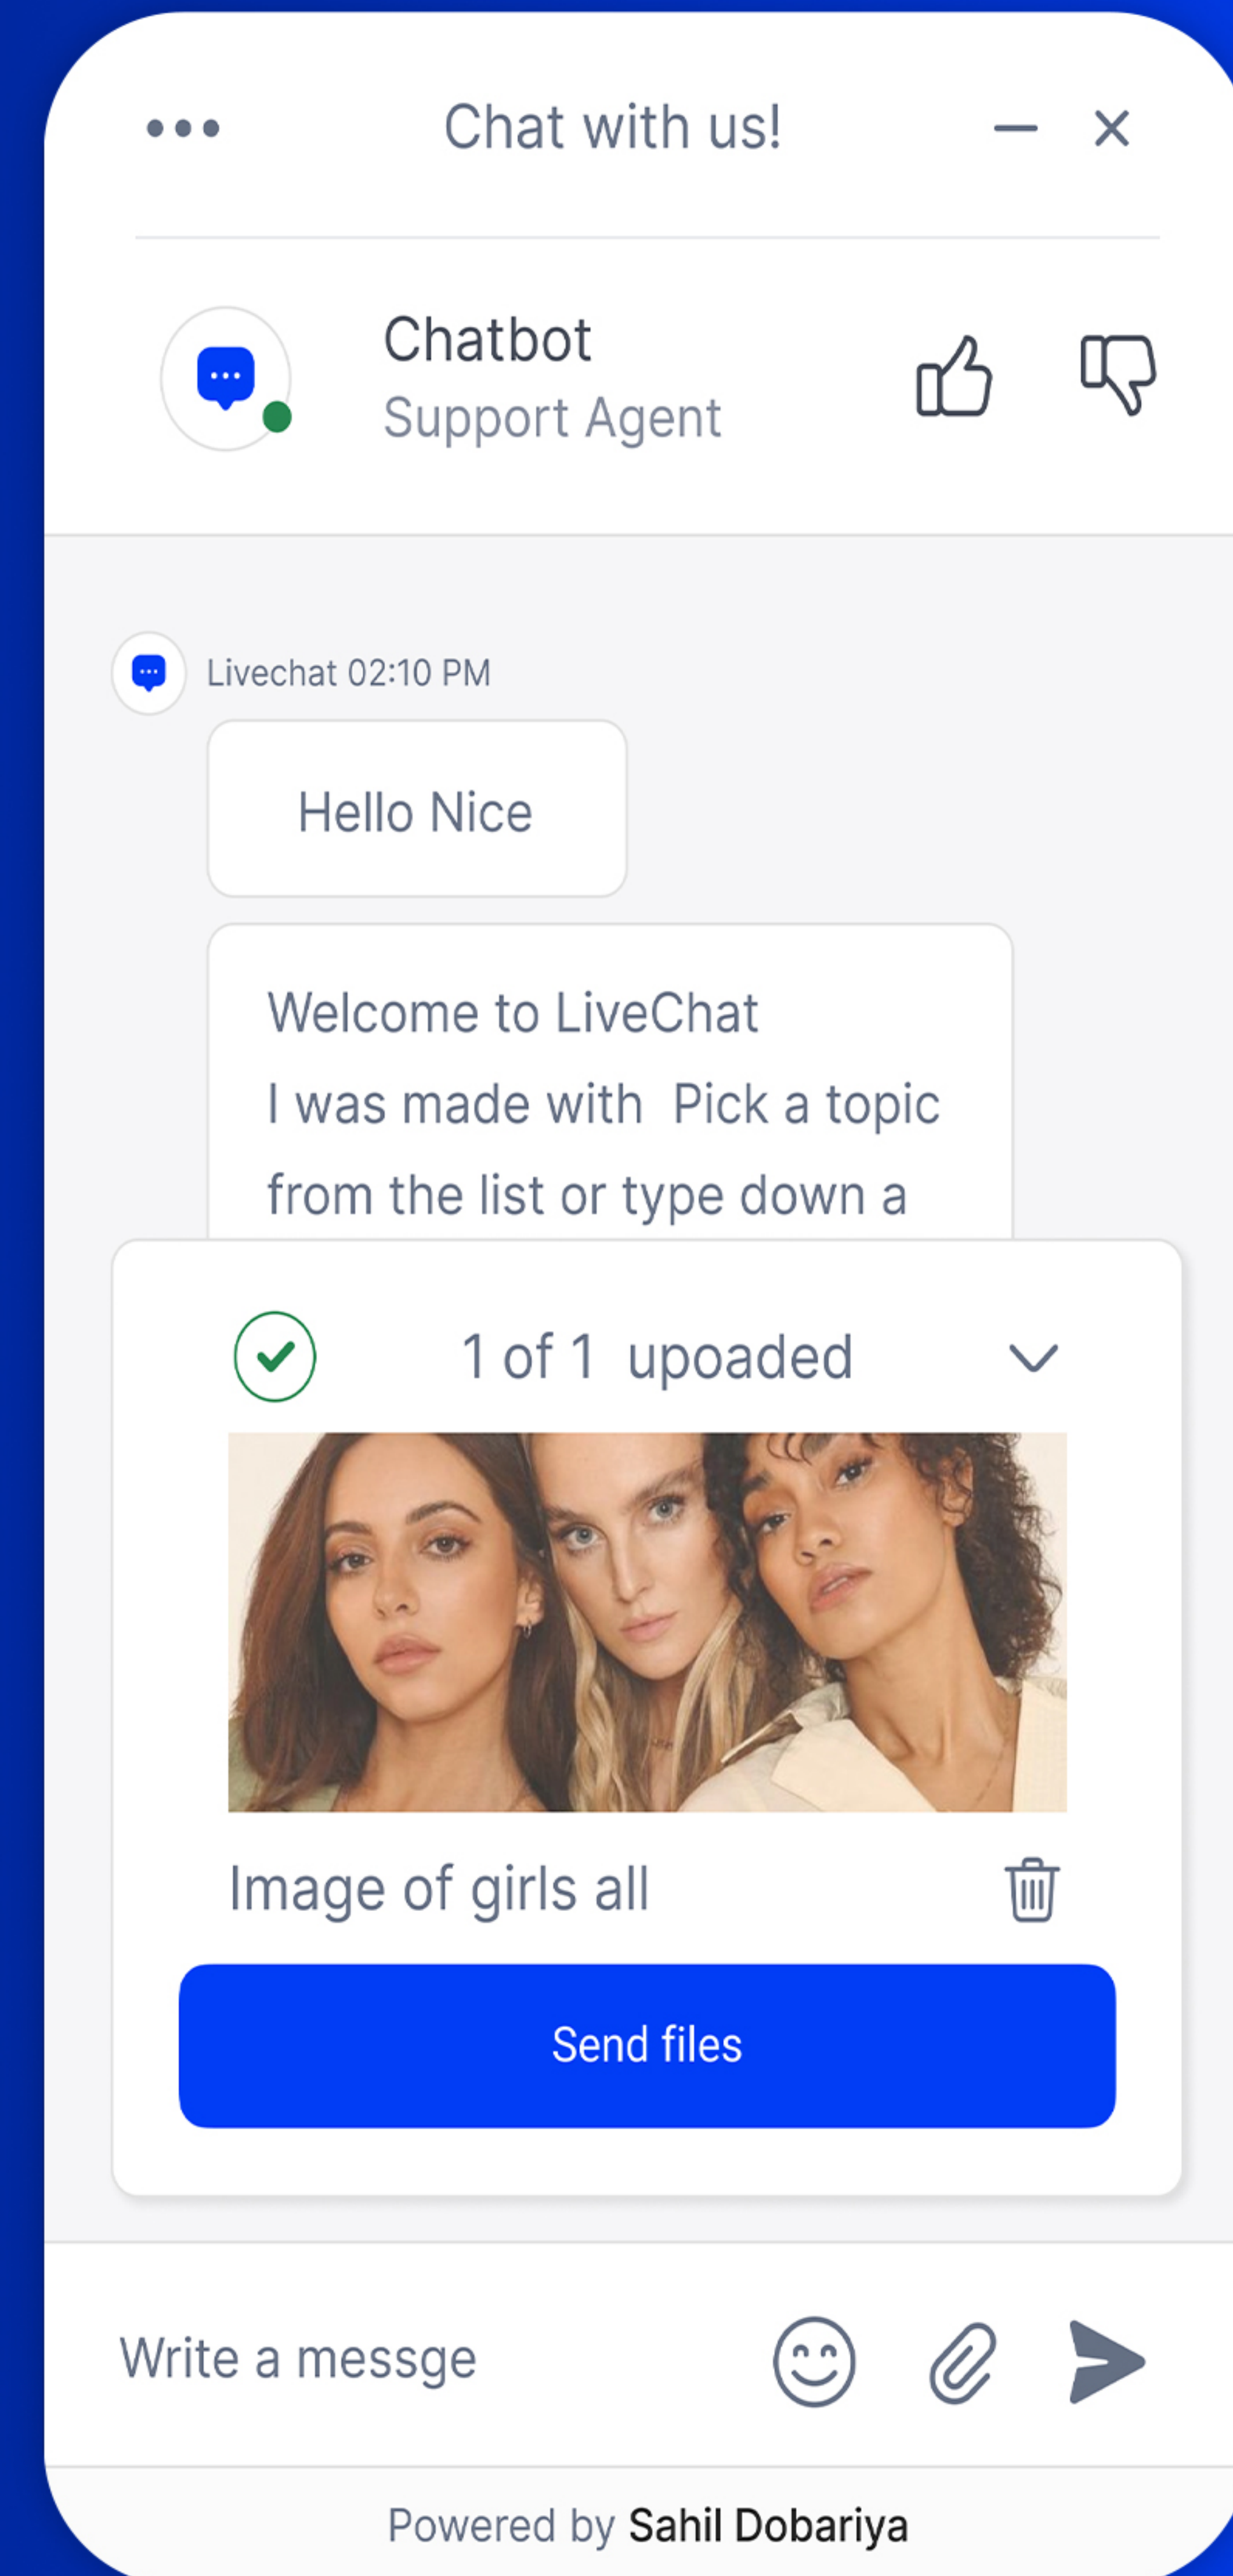 Chat with us!
Chatbot
Support Agent
Livechat 02:10 PM
Hello Nice
Welcome to LiveChat
I was made with  Pick a topic
from the list or type down a
1 of 1  upoaded
Image of girls all
Send files
Write a messge
Powered by Sahil Dobariya